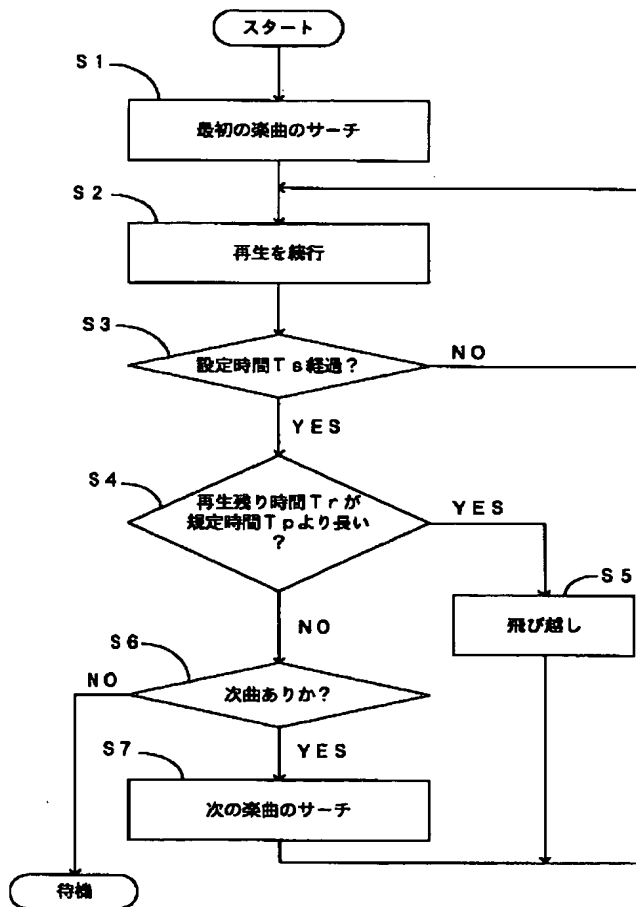 スタート
S1
最初の楽曲のサーチ
S2
再生を続行
S3
設定時間Ts経過?
NO
YES
S4
再生残り時間Trが
規定時間Tpより長い
?
YES
S5
飛び越し
NO
S6
NO
次曲ありか?
YES
S7
次の楽曲のサーチ
待機